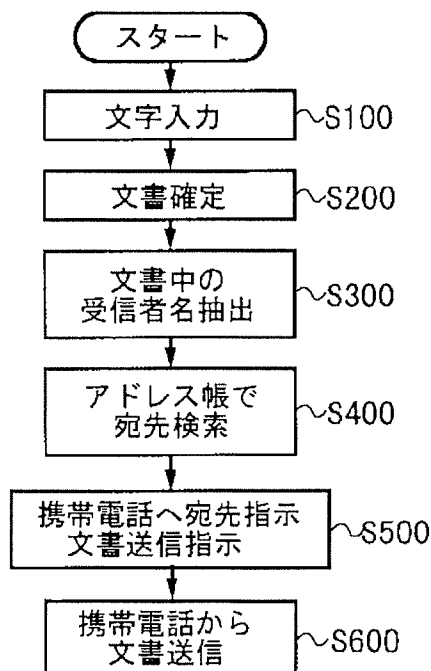 スタート
文字入力
S100
文書確定
S200
文書中の
受信者名抽出
S300
アドレス帳で
宛先検索
S400
携帯電話へ宛先指示
文書送信指示
S500
携帯電話から
文書送信
S600